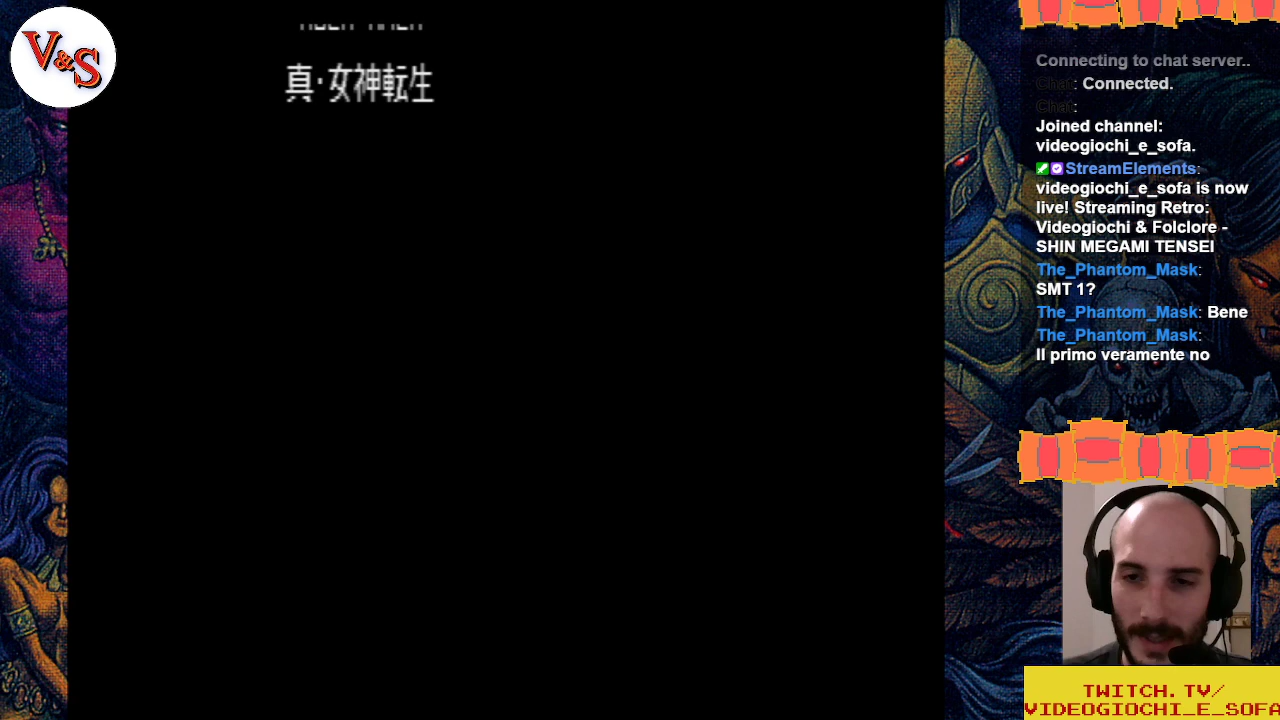 V&S
真・女神転生
Connecting to chat server..
Chat: Connected.
Chat:
Joined channel:
videogiochi_e_sofa.
StreamElements:
videogiochi_e_sofa is now
live! Streaming Retro:
Videogiochi & Folclore -
SHIN MEGAMI TENSEI
The_Phantom_Mask:
SMT 1?
The_Phantom_Mask: Bene
The_Phantom_Mask:
Il primo veramente no
TWITCH.TV/
VIDEOGIOCHI_E_SOFA